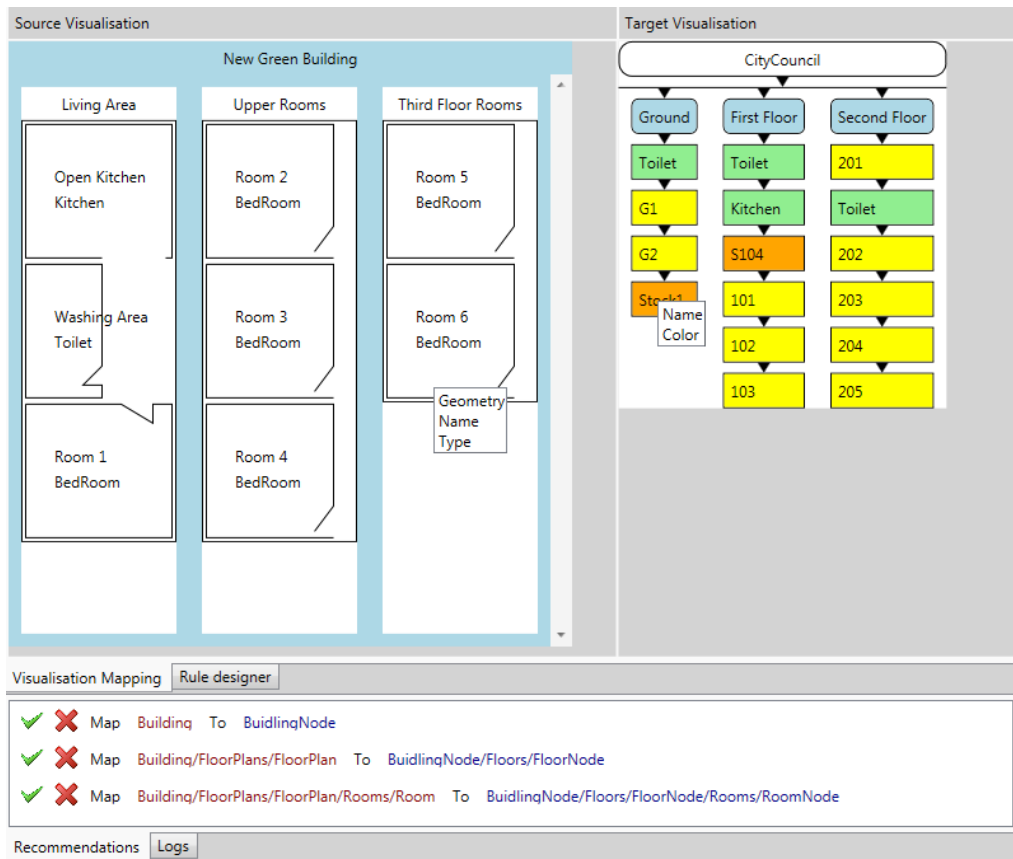 Source Visualisation
Target Visualisation
New Green Building
Living Area
Upper Rooms
Third Floor Rooms
Open Kitchen
Kitchen
Room 2
BedRoom
Room 5
BedRoom
Washing Area
Toilet
Room 3
BedRoom
Room 6
BedRoom
Geometry
Name
Type
Room 1
BedRoom
Room 4
BedRoom
CityCouncil
Ground
First Floor
Second Floor
Toilet
Toilet
201
G1
Kitchen
Toilet
G2
S104
202
Stock1
101
203
Name
Color
102
204
103
205
Visualisation Mapping
Rule designer
Map Building To BuidlingNode
Map Building/FloorPlans/FloorPlan To BuidlingNode/Floors/FloorNode
Map Building/FloorPlans/FloorPlan/Rooms/Room To BuidlingNode/Floors/FloorNode/Rooms/RoomNode
Recommendations
Logs